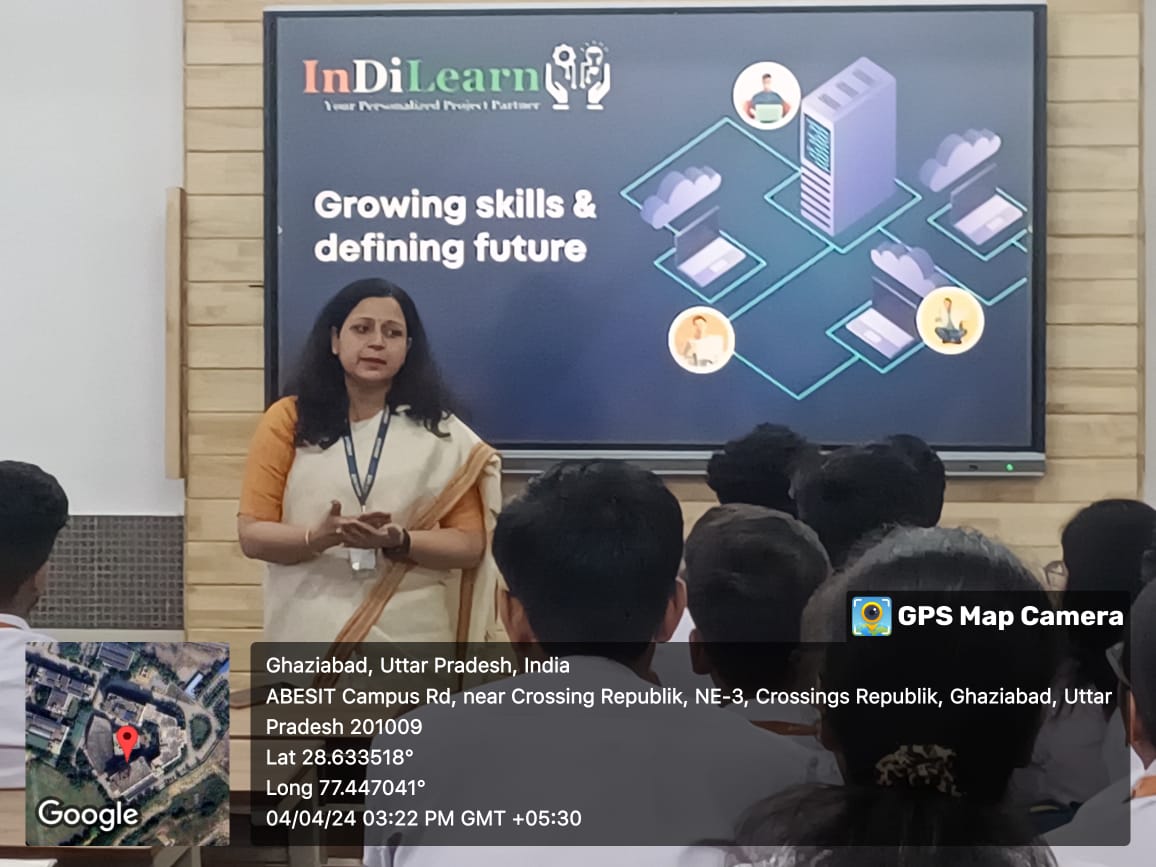 InDiLearn
Your Personalized Project Partner
Growing skills &
defining future
GPS Map Camera
Ghaziabad, Uttar Pradesh, India
ABESIT Campus Rd, near Crossing Republik, NE-3, Crossings Republik, Ghaziabad, Uttar
Pradesh 201009
Lat 28.633518°
Long 77.447041°
04/04/24 03:22 PM GMT +05:30
Google